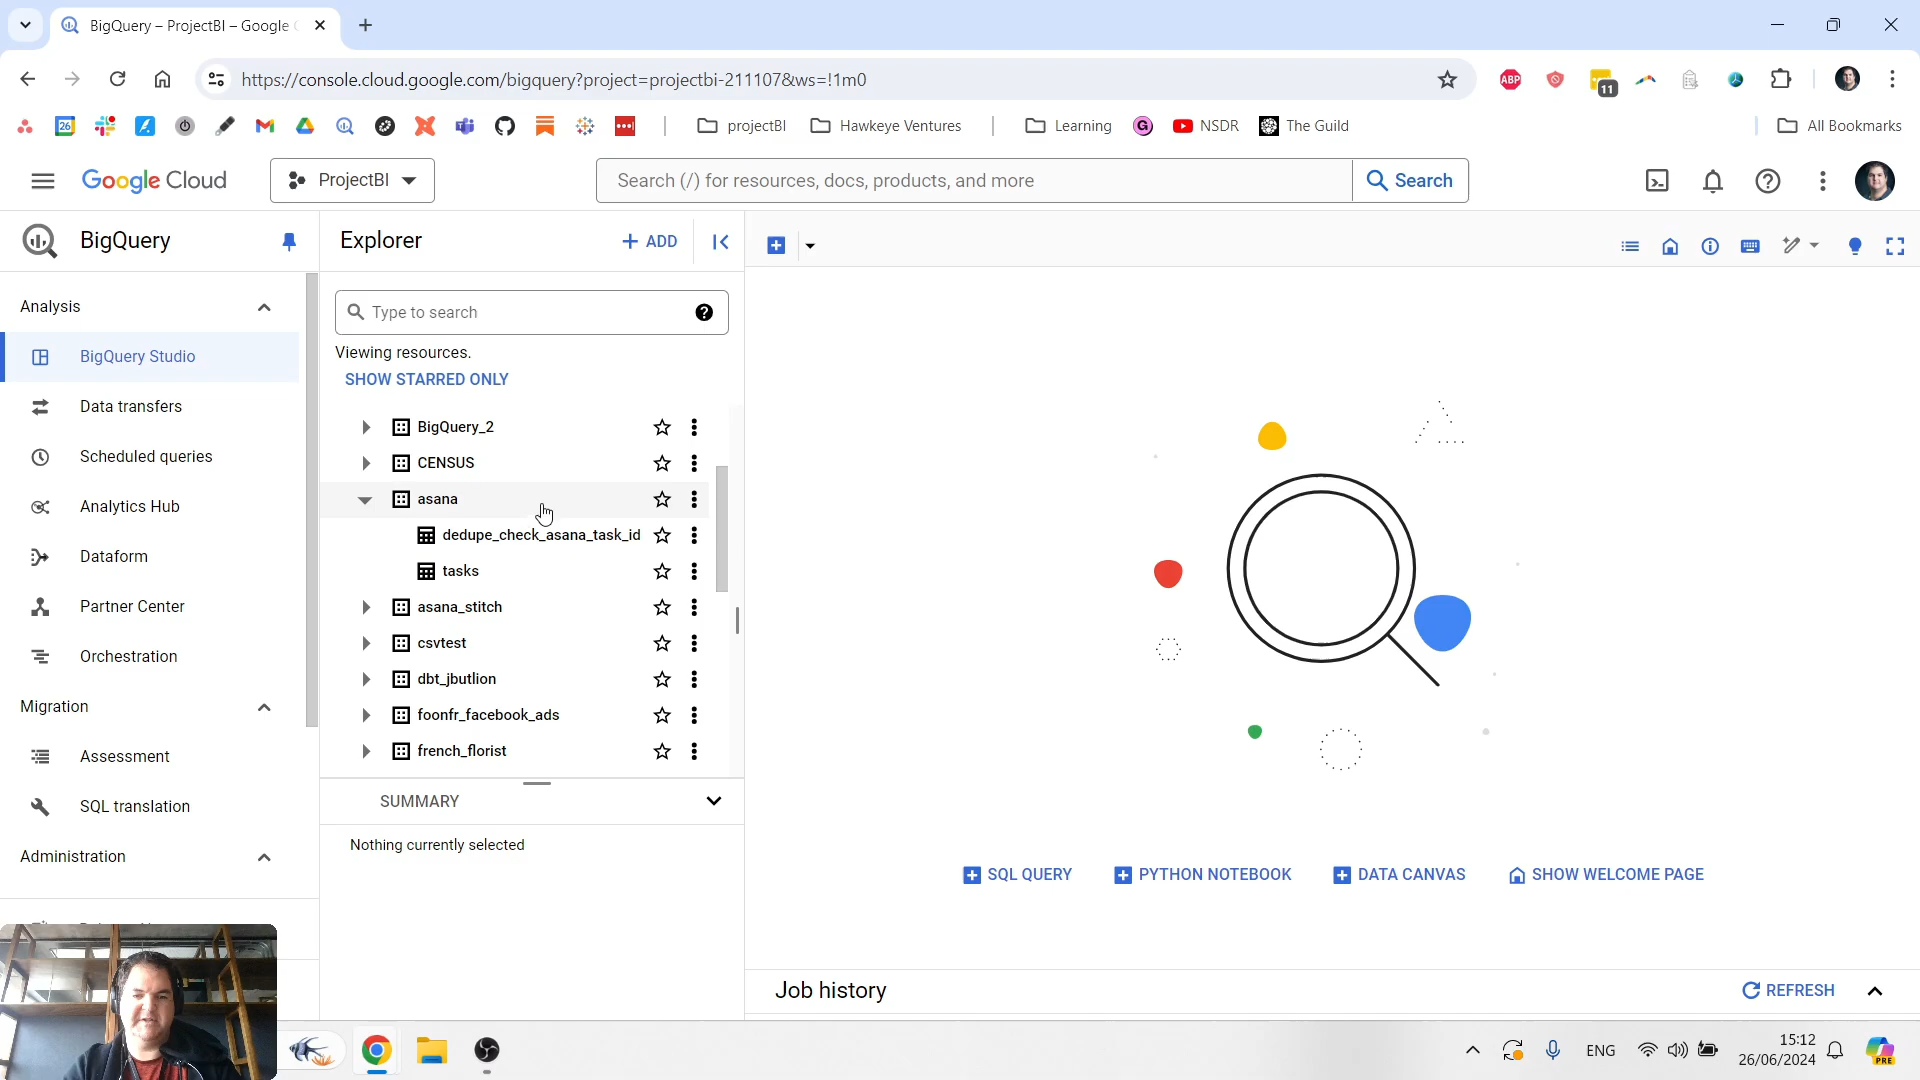 BigQuery – ProjectBI – Google
https://console.cloud.google.com/bigquery?project=projectbi-211107&ws=!1m0
ABP
11
26
projectBI
Hawkeye Ventures
Learning
G
NSDR
The Guild
All Bookmarks
Google Cloud
ProjectBI
Search (/) for resources, docs, products, and more
Search
BigQuery
Explorer
ADD
Analysis
BigQuery Studio
Data transfers
Scheduled queries
Analytics Hub
Dataform
Partner Center
Orchestration
Migration
Assessment
SQL translation
Administration
Type to search
Viewing resources.
SHOW STARRED ONLY
BigQuery_2
CENSUS
asana
dedupe_check_asana_task_id
tasks
asana_stitch
csvtest
dbt_jbutlion
foonfr_facebook_ads
french_florist
SUMMARY
Nothing currently selected
SQL QUERY
PYTHON NOTEBOOK
DATA CANVAS
SHOW WELCOME PAGE
Job history
REFRESH
ENG
15:12
26/06/2024
PRE